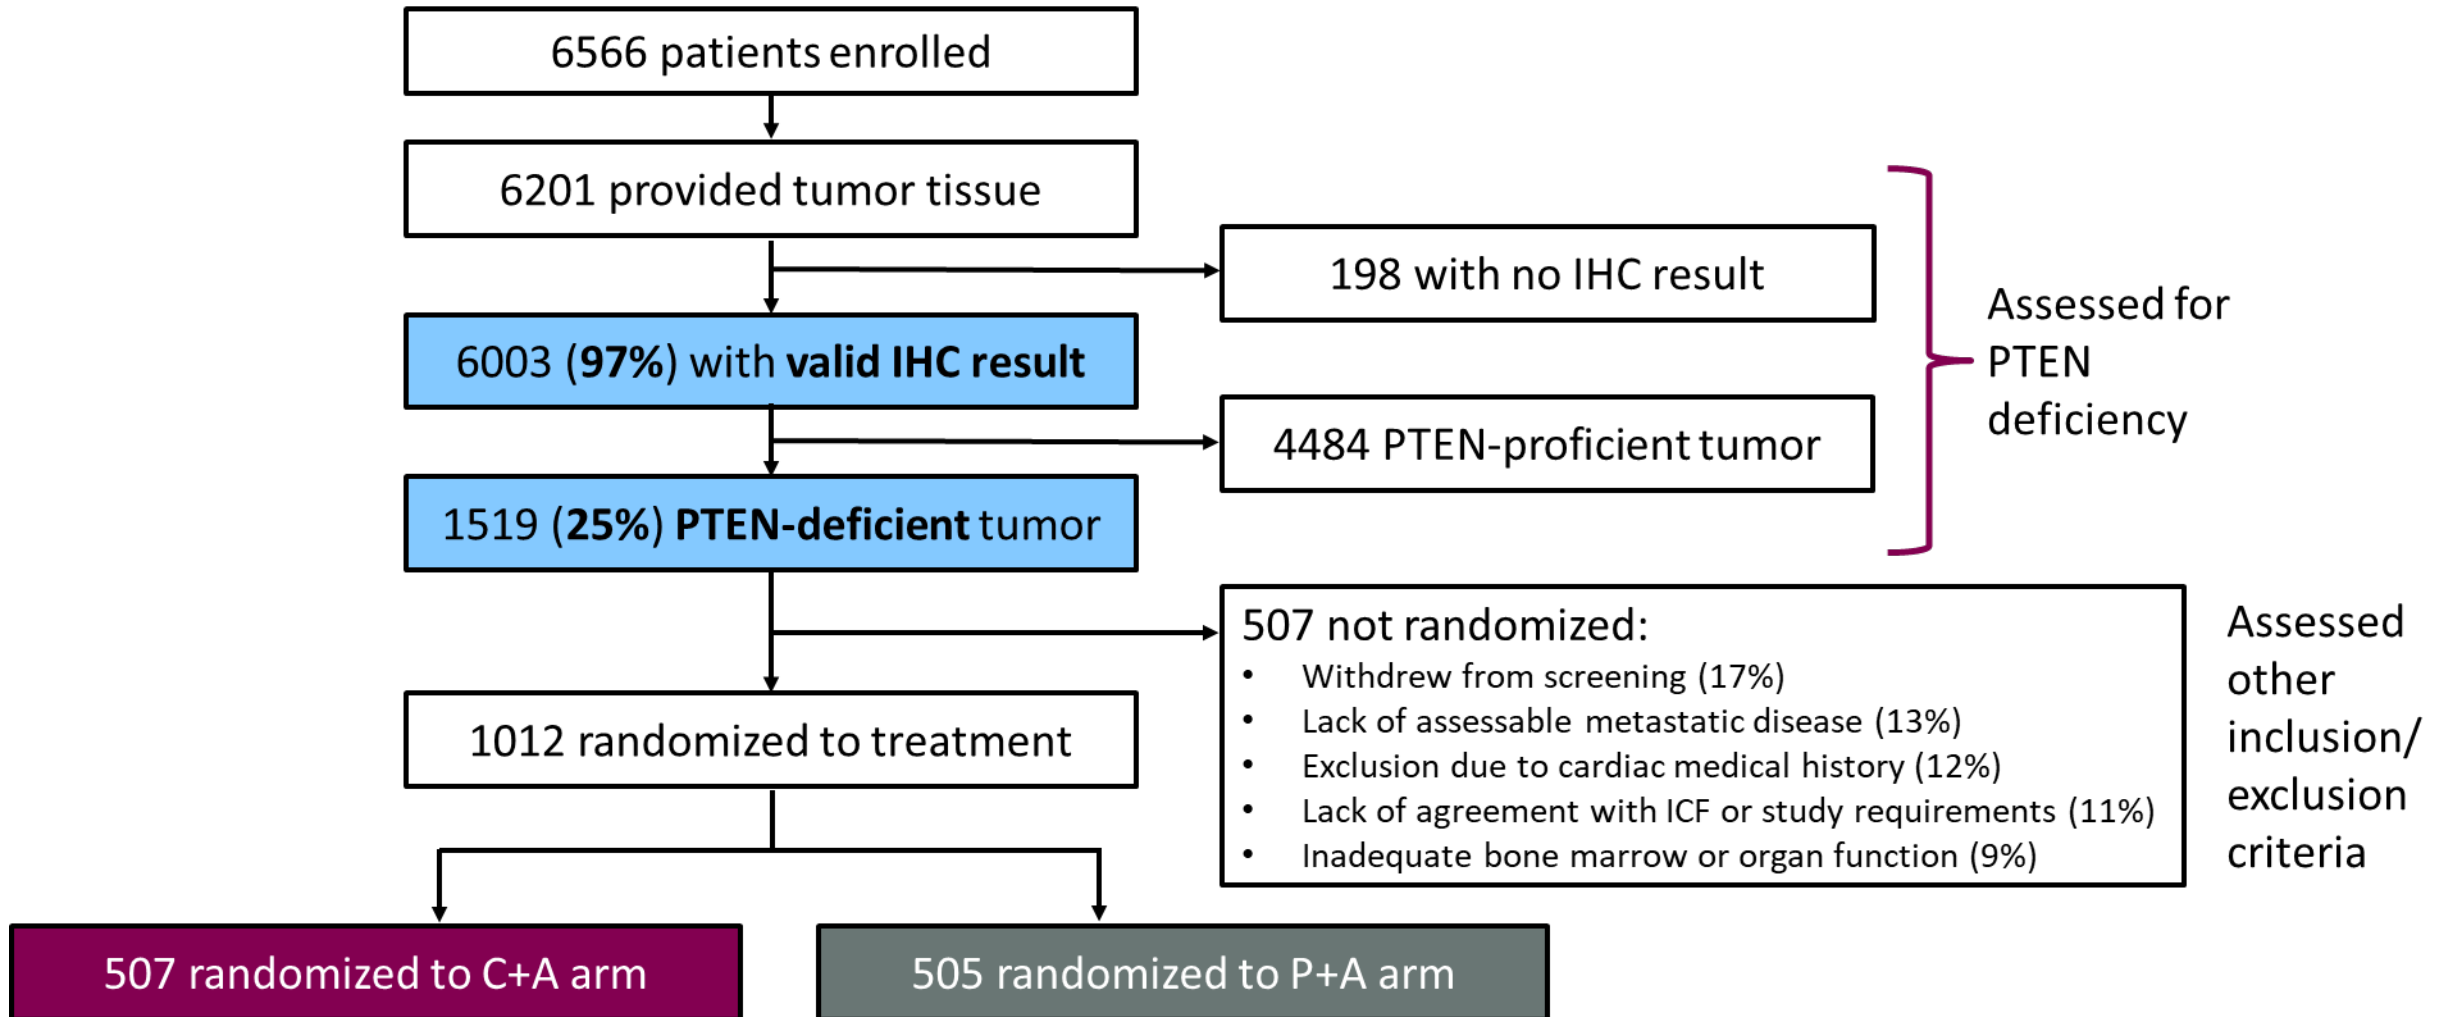 6566 patients enrolled
6201 provided tumor tissue
198 with no IHC result
6003 (97%) with valid IHC result
4484 PTEN-proficient tumor
1519 (25%) PTEN-deficient tumor
Assessed for
PTEN
deficiency
507 not randomized:
• Withdrew from screening (17%)
• Lack of assessable metastatic disease (13%)
• Exclusion due to cardiac medical history (12%)
• Lack of agreement with ICF or study requirements (11%)
• Inadequate bone marrow or organ function (9%)
Assessed
other
inclusion/
exclusion
criteria
1012 randomized to treatment
507 randomized to C+A arm
505 randomized to P+A arm